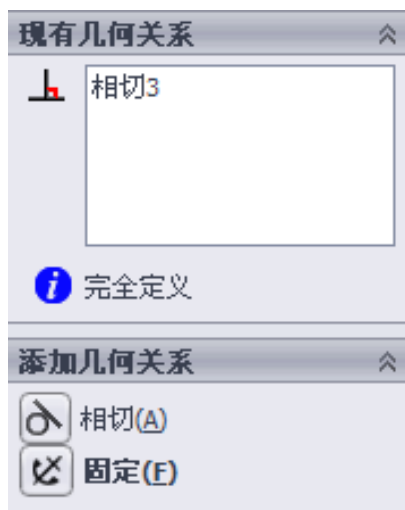 现有几何关系
相切3
完全定义
添加几何关系
相切(A)
固定(F)